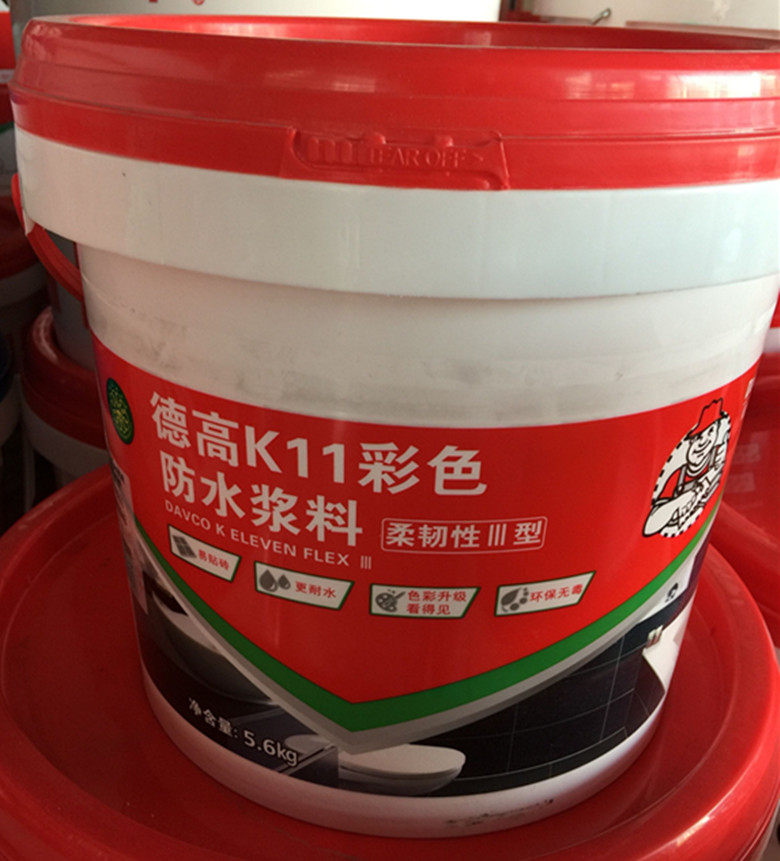 TEAR OFF
德高K11彩色
防水浆料
柔韧性Ⅲ型
DAVCO K ELEVEN FLEX Ⅲ
易贴砖
更耐水
色彩升级
看得见
环保无毒
净含量: 5.6kg